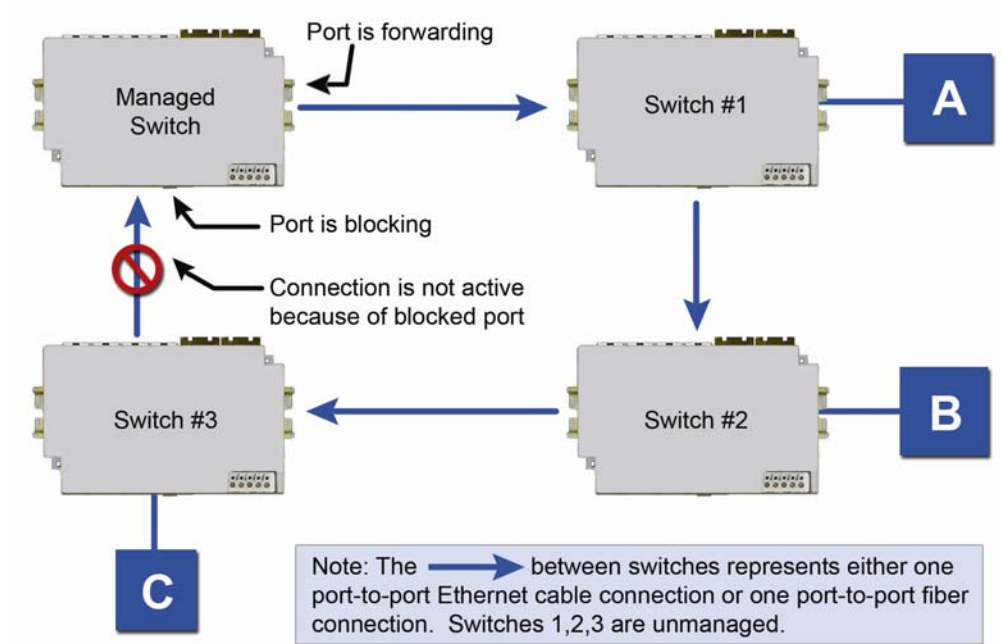 Port is forwarding
Managed
Switch
Switch #1
A
Port is blocking
Connection is not active
because of blocked port
Switch #3
Switch #2
B
C
Note: The between switches represents either one
port-to-port Ethernet cable connection or one port-to-port fiber
connection. Switches 1,2,3 are unmanaged.